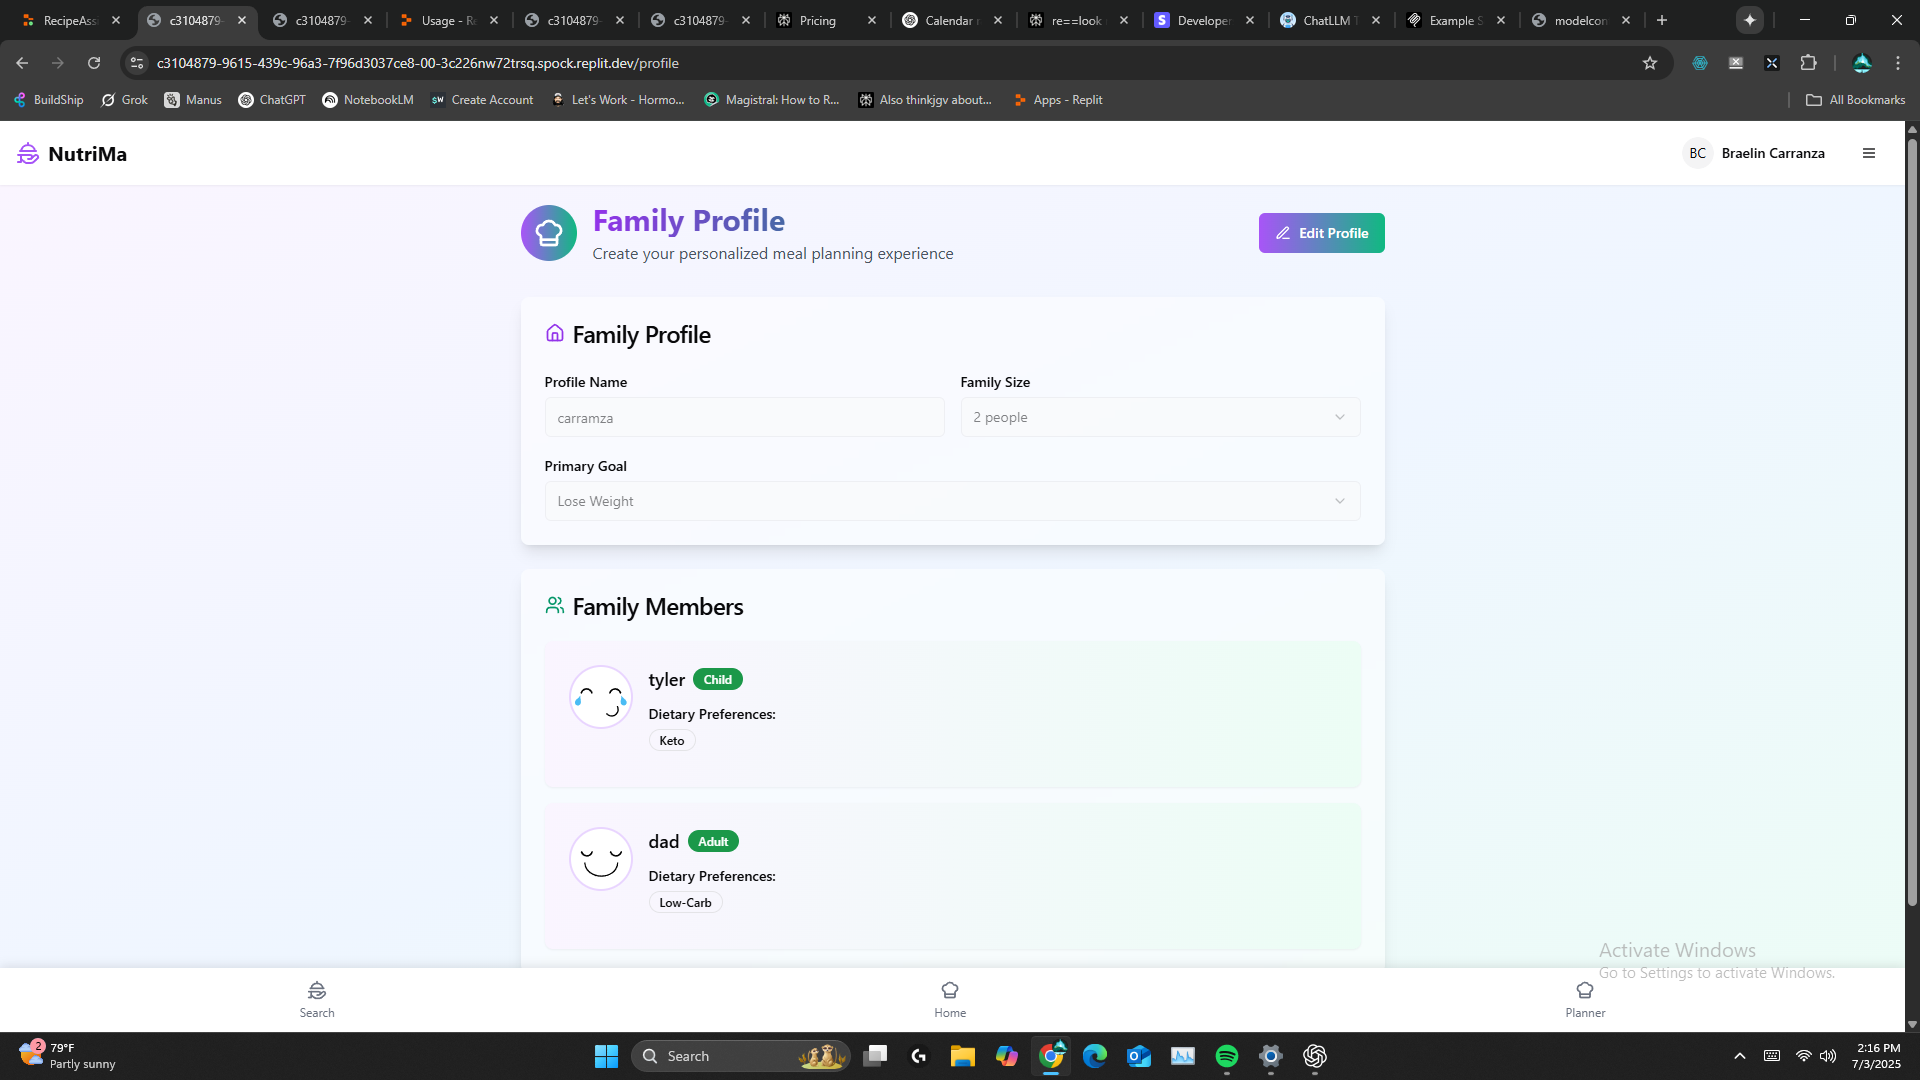 RecipeAss
c3104879-
c3104879-
Usage - Re
c3104879-
c3104879-
Pricing
Calendar r
re==look
Developer
ChatLLM T
Example S
modelcon
c3104879-9615-439c-96a3-7f96d3037ce8-00-3c226nw72trsq.spock.replit.dev/profile
BuildShip
Grok
Manus
ChatGPT
NotebookLM
Create Account
Let's Work - Hormo...
Magistral: How to R...
Also thinkjgv about...
Apps - Replit
All Bookmarks
NutriMa
BC
Braelin Carranza
Family Profile
Create your personalized meal planning experience
Edit Profile
Family Profile
Profile Name
Family Size
carramza
2 people
Primary Goal
Lose Weight
Family Members
tyler
Child
Dietary Preferences:
Keto
dad
Adult
Dietary Preferences:
Low-Carb
Activate Windows
Go to Settings to activate Windows.
Search
Home
Planner
2
79°F
Partly sunny
Search
2:16 PM
7/3/2025